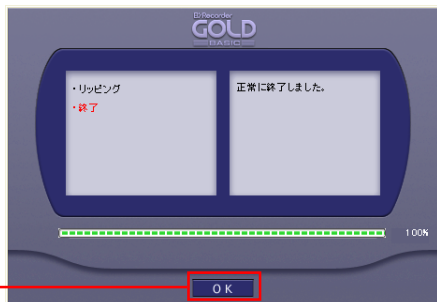 B's Recorder
GOLD
BASIC
・リッピング
・終了
正常に終了しました。
100%
OK